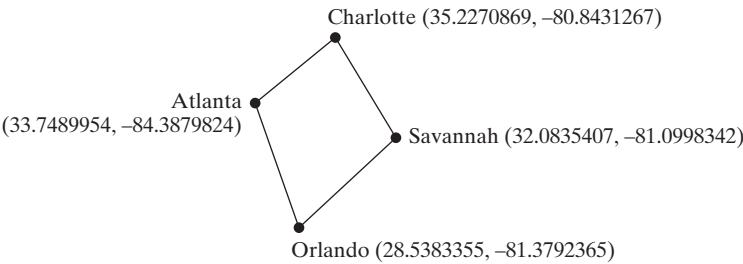 Charlotte (35.2270869, –80.8431267)
Atlanta
(33.7489954, –84.3879824)
Savannah (32.0835407, –81.0998342)
Orlando (28.5383355, –81.3792365)